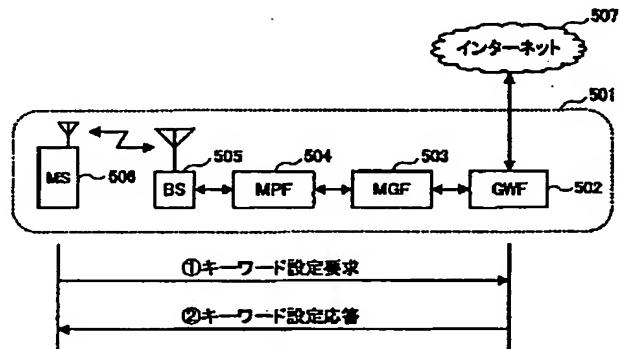 507
インターネット
501
MS
506
BS
505
MPF
504
MGF
503
GWF
502
①キーワード設定要求
②キーワード設定応答